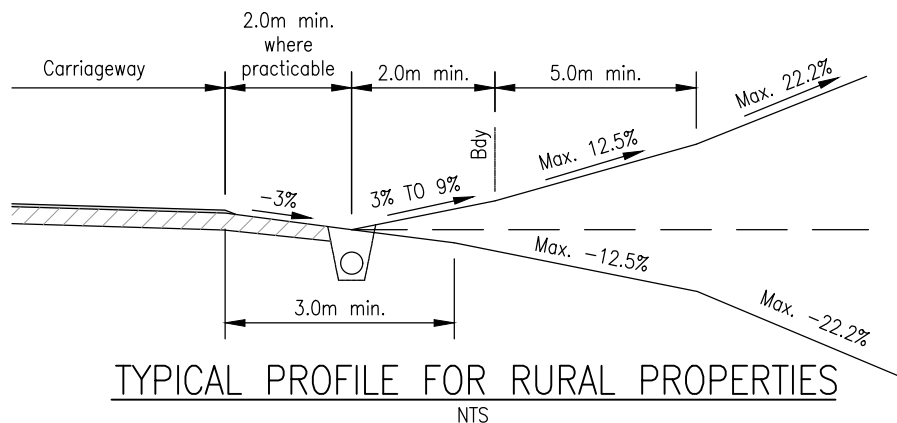 2.0m min.
where
practicable
Carriageway
2.0m min.
5.0m min.
Max. 22.2%
Bdy
Max. 12.5%
-3%
3% TO 9%
Max. -12.5%
3.0m min.
Max. -22.2%
TYPICAL PROFILE FOR RURAL PROPERTIES
NTS